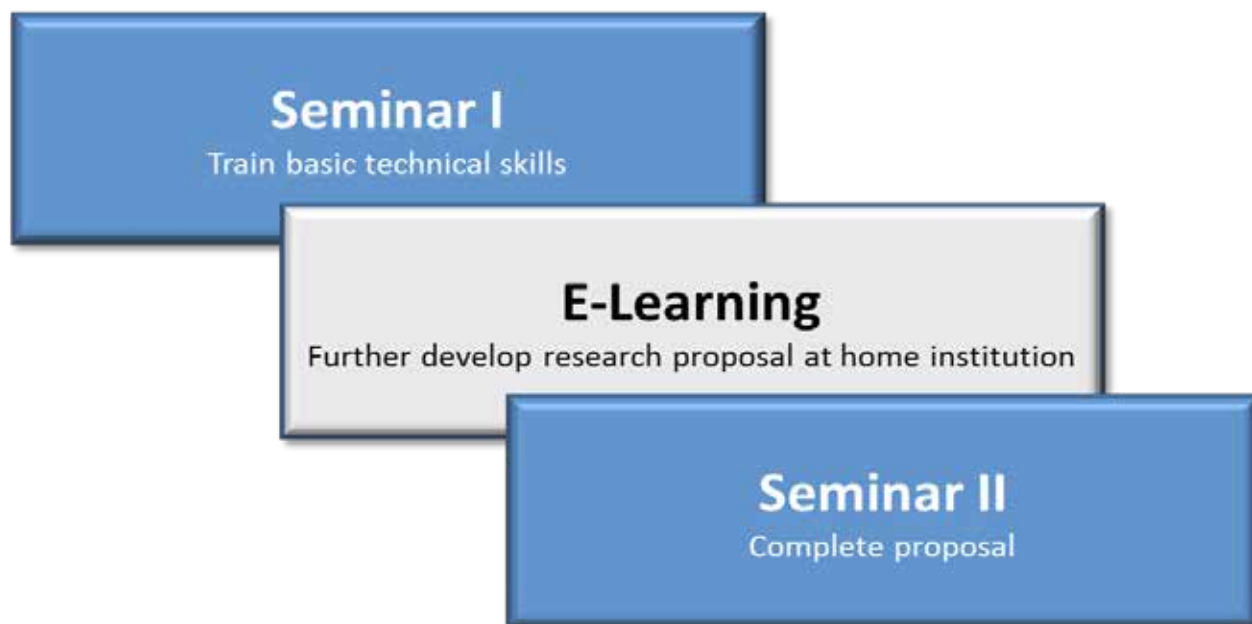 Seminar I
Train basic technical skills
E-Learning
Further develop research proposal at home institution
Seminar II
Complete proposal